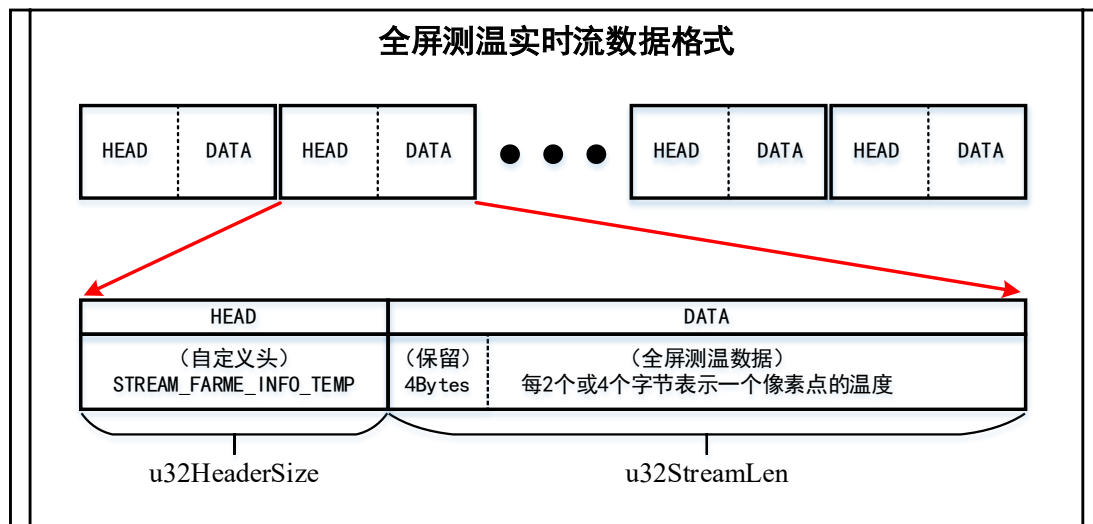 全屏测温实时流数据格式
HEAD DATA HEAD DATA HEAD DATA HEAD DATA
HEAD DATA
（自定义头） （保留） （全屏测温数据）
STREAM_FARME_INFO_TEMP 4Bytes 每2个或4个字节表示一个像素点的温度
u32HeaderSize u32StreamLen